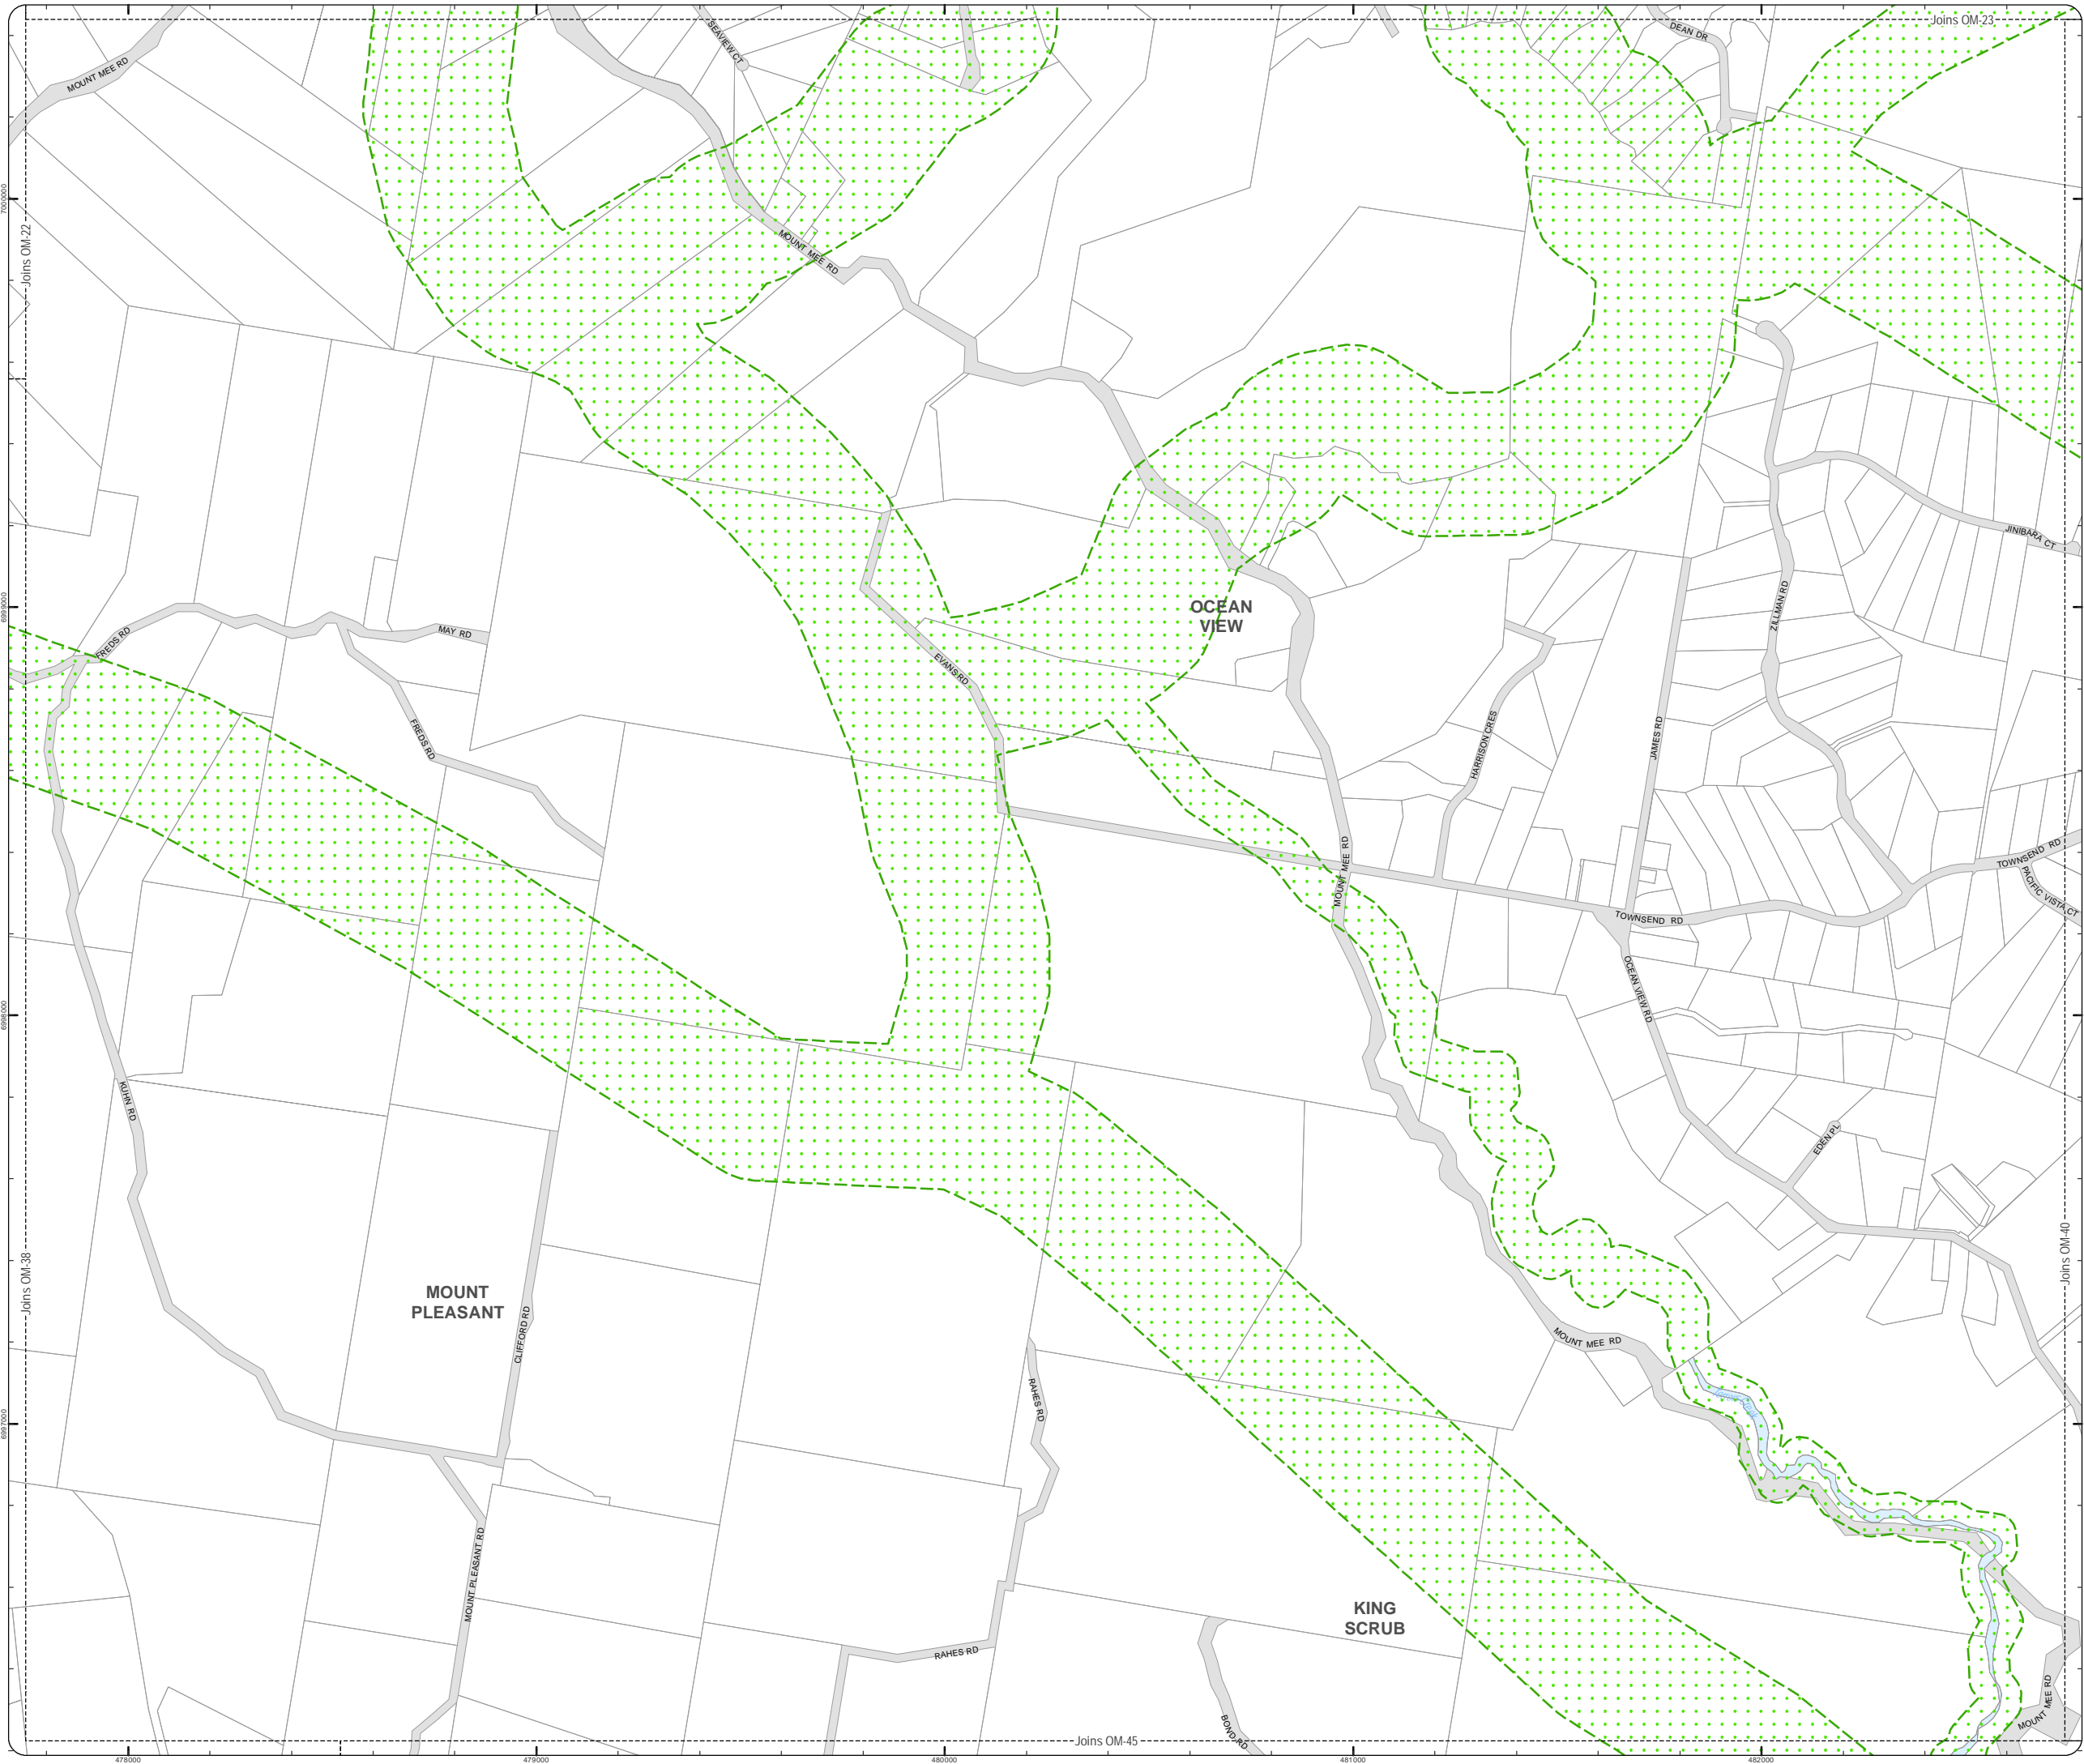 Joins OM-23
DEAN DR
SEAVIEW CT
MOUNT MEE RD
7000000
Joins OM-22
MOUNT MEE RD
JINIBARA CT
ZILLMAN RD
6999000
OCEAN
VIEW
FREDS RD
MAY RD
EVANS RD
FREDS RD
HARRISON CRES
JAMES RD
MOUNT MEE RD
TOWNSEND RD
PACIFIC VISTA CT
TOWNSEND RD
OCEAN VIEW RD
6998000
KUHN RD
EDEN PL
Joins OM-38
Joins OM-40
MOUNT
PLEASANT
CLIFFORD RD
MOUNT MEE RD
RAHES RD
6997000
MOUNT PLEASANT RD
KING
SCRUB
RAHES RD
MOUNT MEE RD
BOND RD
Joins OM-45
478000
479000
480000
481000
482000